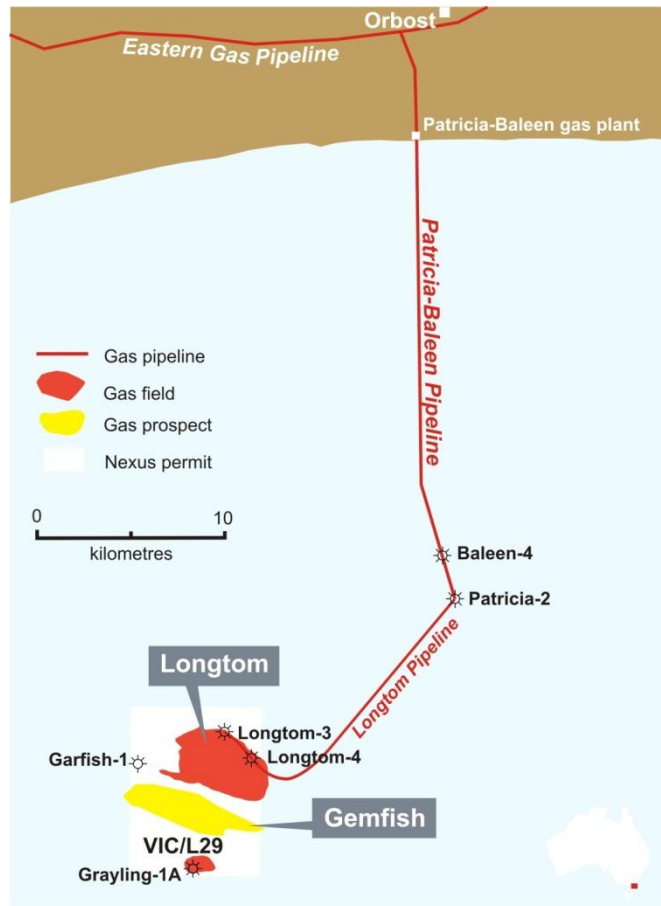 Orbost
Eastern Gas Pipeline
Patricia-Baleen gas plant
Patricia-Baleen Pipeline
Gas pipeline
Gas field
Gas prospect
Nexus permit
0
10
kilometres
Baleen-4
Patricia-2
Longtom Pipeline
Longtom
Longtom-3
Garfish-1
Longtom-4
Gemfish
VIC/L29
Grayling-1A